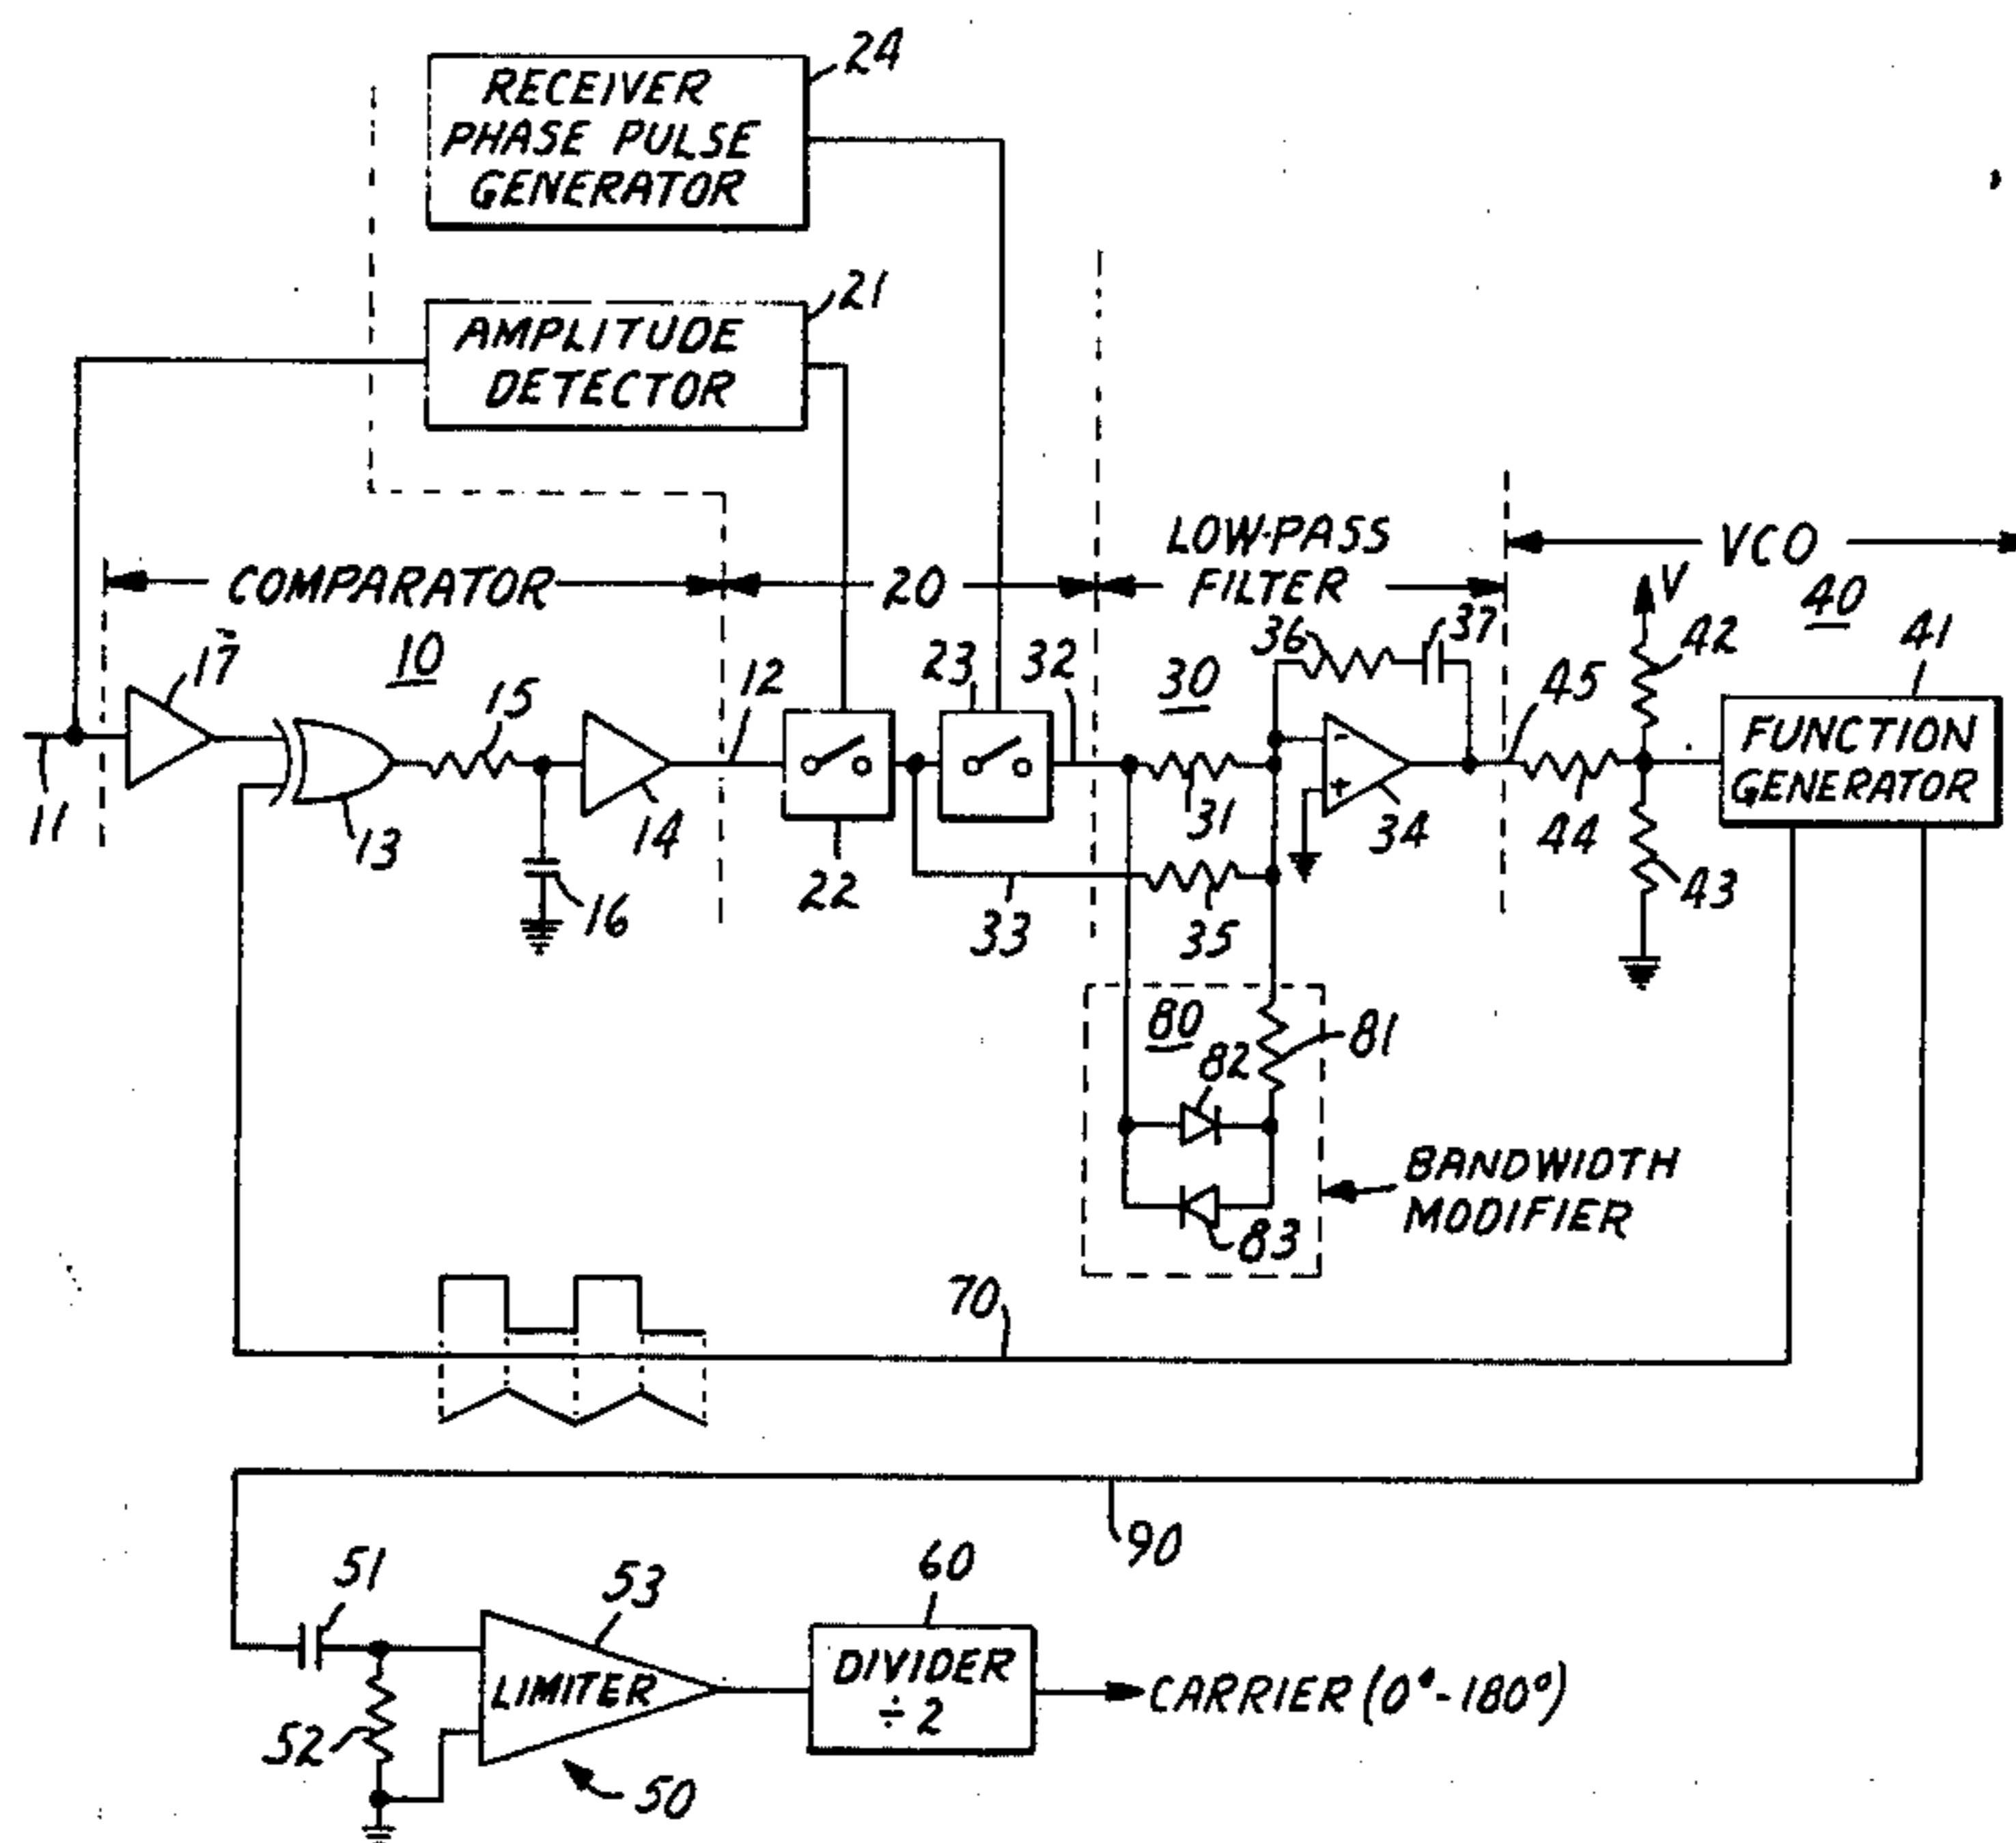 24
RECEIVER
PHASE PULSE
GENERATOR
21
AMPLITUDE
DETECTOR
LOW-PASS
FILTER
VCO
40
COMPARATOR
10
20
V
17
15
12
23
32
30
36
37
45
42
41
FUNCTION
GENERATOR
11
13
14
16
22
33
31
35
-
+
34
44
43
80
82
81
83
BANDWIDTH
MODIFIER
70
90
51
52
53
LIMITER
50
60
DIVIDER
÷ 2
CARRIER (0°-180°)